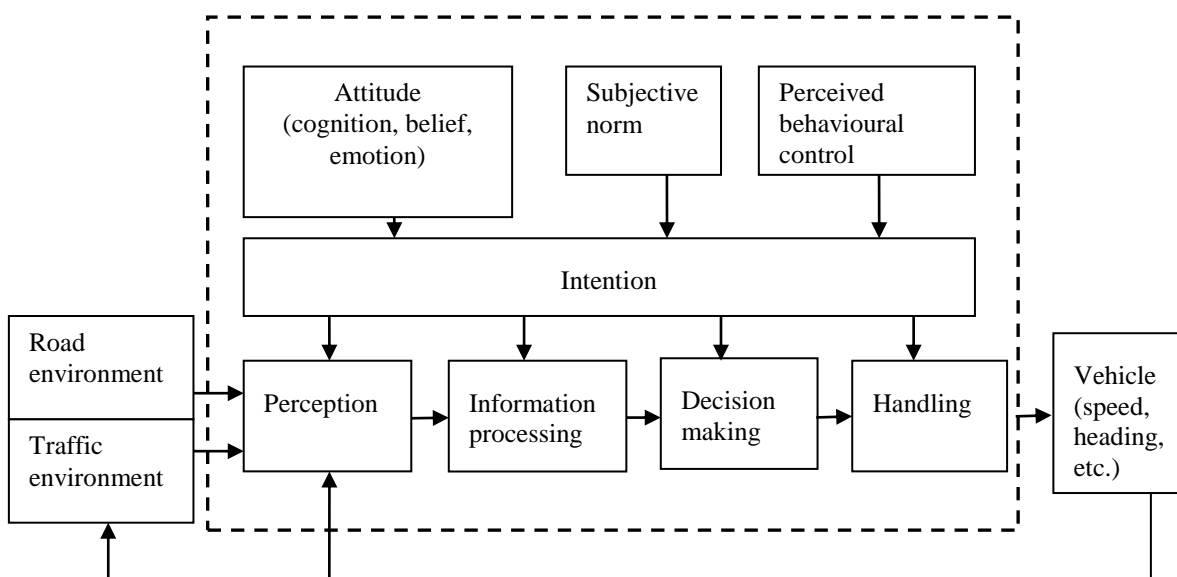 Attitude
(cognition, belief,
emotion)
Subjective
norm
Perceived
behavioural
control
Intention
Road
environment
Traffic
environment
Perception
Information
processing
Decision
making
Handling
Vehicle
(speed,
heading,
etc.)